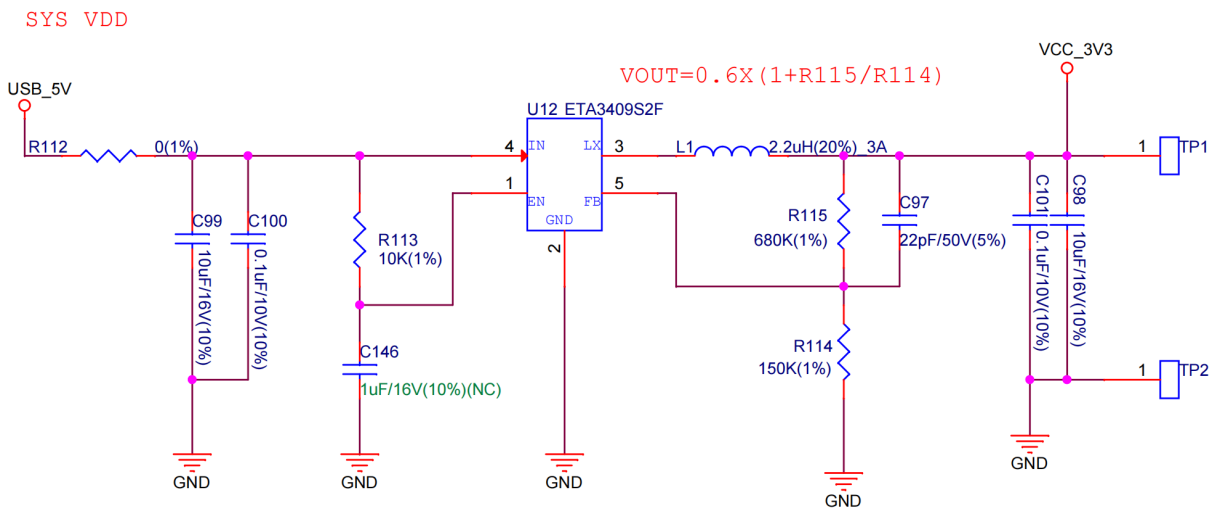 SYS VDD
VCC_3V3
USB_5V
VOUT=0.6X(1+R115/R114)
U12 ETA3409S2F
R112
0(1%)
4
IN
LX
3
L1
2.2uH(20%)_3A
1
TP1
1
EN
FB
5
GND
2
C99
10uF/16V(10%)
C100
0.1uF/10V(10%)
R113
10K(1%)
R115
680K(1%)
C97
22pF/50V(5%)
C101
0.1uF/10V(10%)
C98
10uF/16V(10%)
C146
1uF/16V(10%)(NC)
R114
150K(1%)
1
TP2
GND
GND
GND
GND
GND